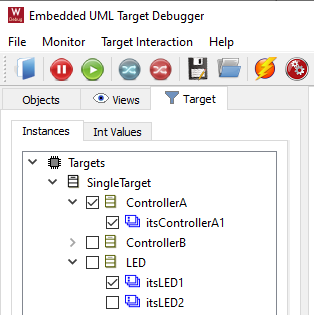 W
Debug
Embedded UML Target Debugger
File Monitor Target Interaction Help
Objects Views Target
Instances Int Values
Targets
SingleTarget
ControllerA
itsControllerA1
ControllerB
LED
itsLED1
itsLED2